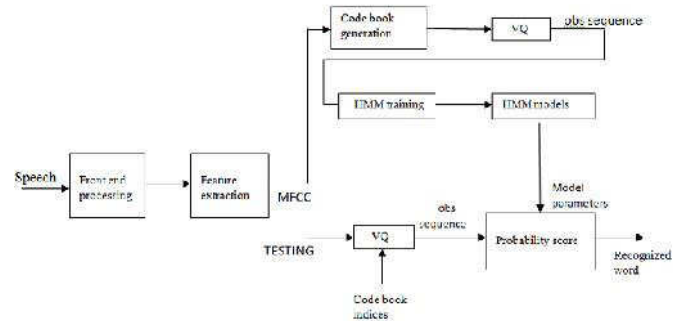 Code book
generation
VQ
obs sequence
HMM training
HMM models
Speech
Front end
processing
Feature
extraction
MFCC
Model
parameters
TESTING
VQ
obs
sequence
Probability score
Recognized
word
Code book
indices